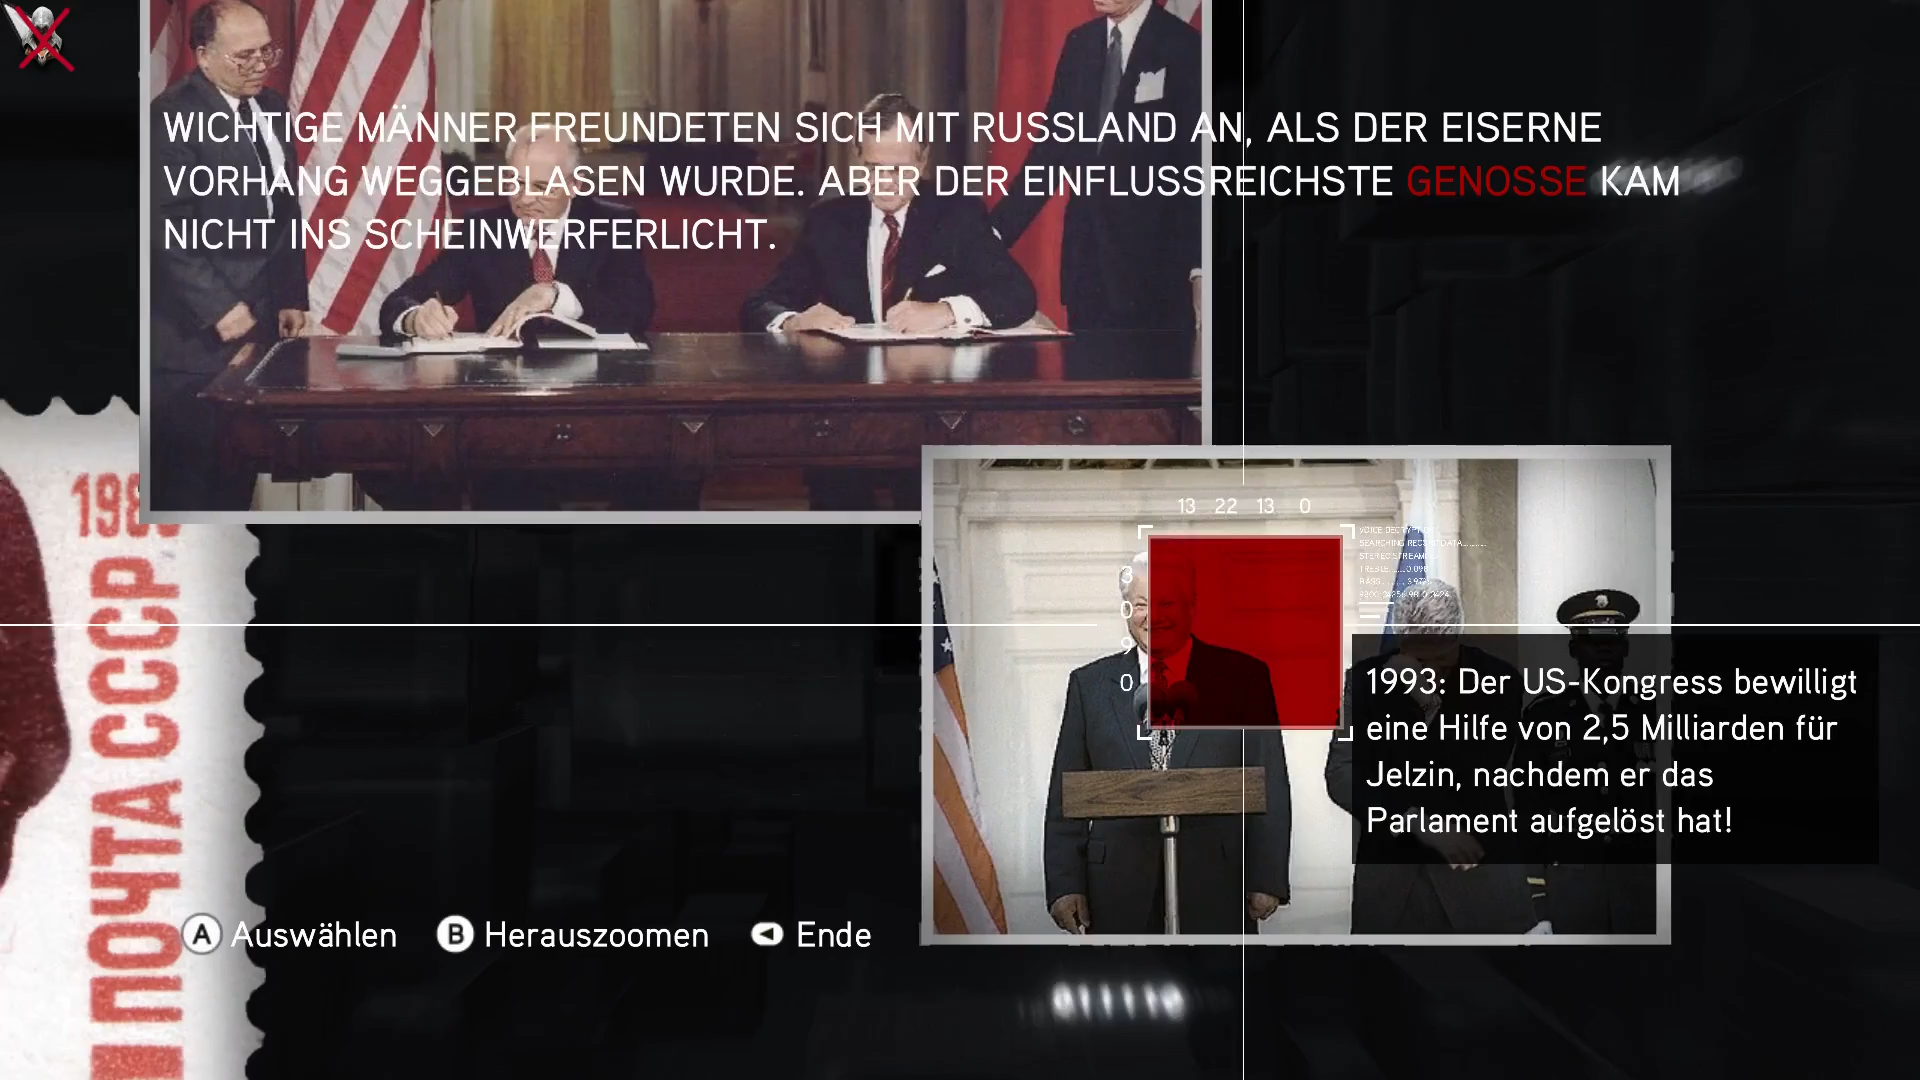 WICHTIGE MÄNNER FREUNDETEN SICH MIT RUSSLAND AN, ALS DER EISERNE
VORHANG WEGGEBLASEN WURDE. ABER DER EINFLUSSREICHSTE GENOSSE KAM
NICHT INS SCHEINWERFERLICHT.
ПОЧТА СССР
13 22 13 0
3
0
9
0
1993: Der US-Kongress bewilligt
eine Hilfe von 2,5 Milliarden für
Jelzin, nachdem er das
Parlament aufgelöst hat!
A Auswählen B Herauszoomen Ende